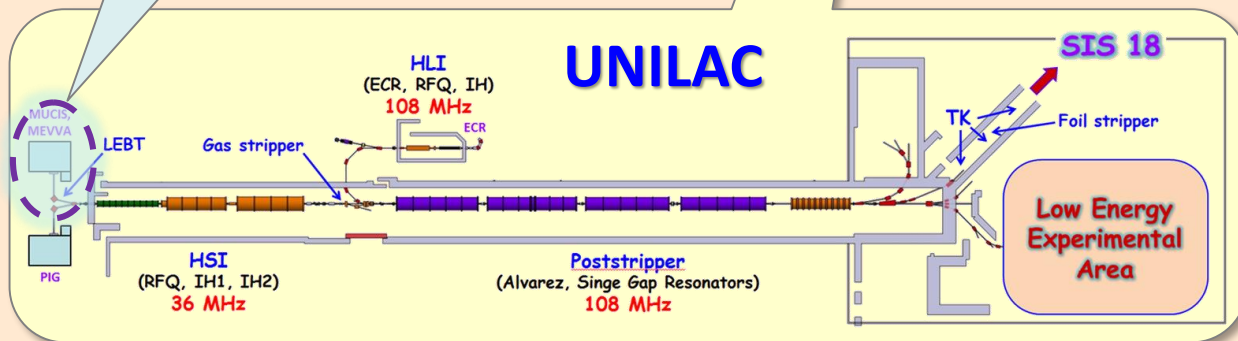 UNILAC
SIS 18
HLI
(ECR, RFQ, IH)
108 MHz
ECR
MUCIS,
MEVVA
LEBT
Gas stripper
TK
Foil stripper
PIG
HSI
(RFQ, IH1, IH2)
36 MHz
Poststripper
(Alvarez, Singe Gap Resonators)
108 MHz
Low Energy
Experimental
Area